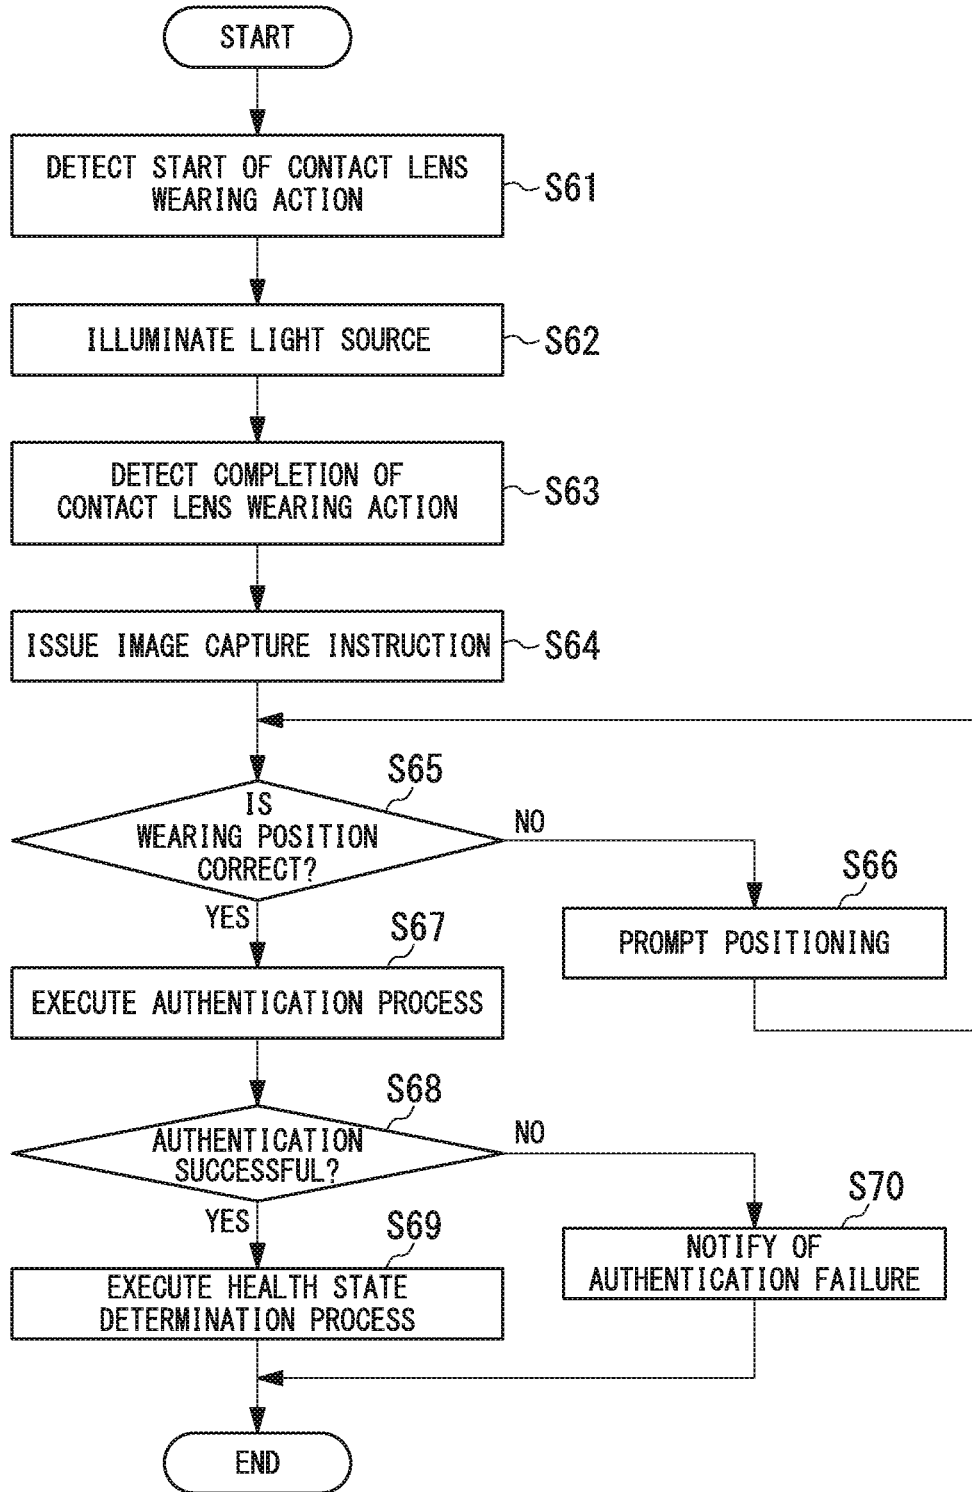 START
DETECT START OF CONTACT LENS
WEARING ACTION
S61
ILLUMINATE LIGHT SOURCE
S62
DETECT COMPLETION OF
CONTACT LENS WEARING ACTION
S63
ISSUE IMAGE CAPTURE INSTRUCTION
S64
S65
IS
WEARING POSITION
CORRECT?
NO
YES
S66
PROMPT POSITIONING
S67
EXECUTE AUTHENTICATION PROCESS
S68
AUTHENTICATION
SUCCESSFUL?
NO
YES
S70
NOTIFY OF
AUTHENTICATION FAILURE
S69
EXECUTE HEALTH STATE
DETERMINATION PROCESS
END